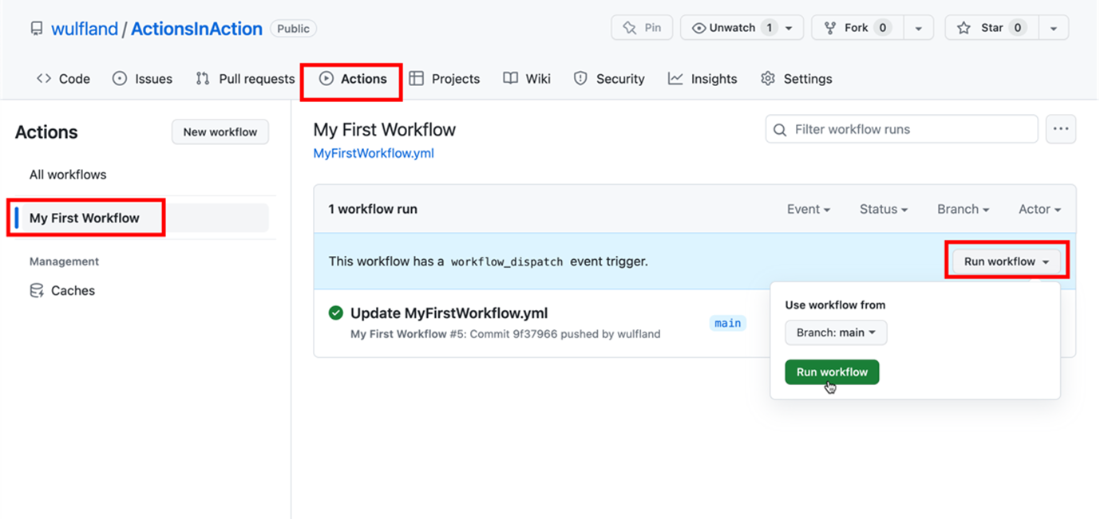 wulfland / ActionsInAction Public Pin Unwatch 1 Fork 0 Star 0
Code Issues Pull requests Actions Projects Wiki Security Insights Settings
Actions New workflow
All workflows
My First Workflow
Management
Caches
My First Workflow Filter workflow runs ...
MyFirstWorkflow.yml
1 workflow run Event Status Branch Actor
This workflow has a workflow_dispatch event trigger. Run workflow
Update MyFirstWorkflow.yml main
My First Workflow #5: Commit 9f37966 pushed by wulfland
Use workflow from
Branch: main
Run workflow